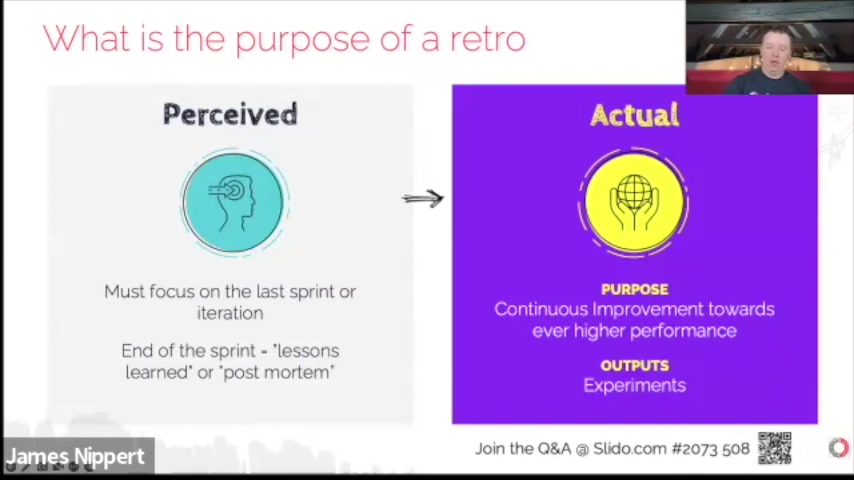 What is the purpose of a retro
Perceived
Must focus on the last sprint or
iteration
End of the sprint = "lessons
learned" or "post mortem"
Actual
PURPOSE
Continuous Improvement towards
ever higher performance
OUTPUTS
Experiments
Join the Q&A @ Slido.com #2073 508
James Nippert